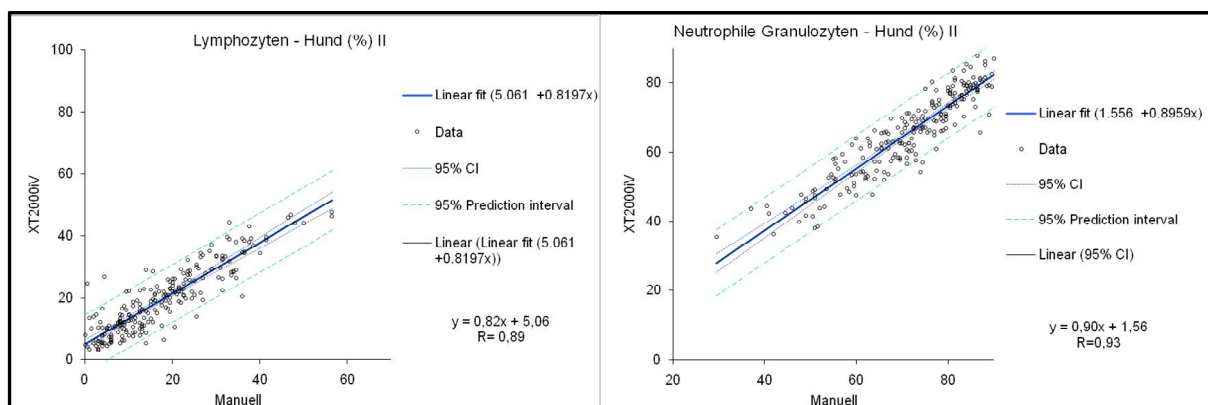 Lymphozyten - Hund (%) II
100
80
60
40
20
0
XT2000iV
0
20
40
60
Manuell
Linear fit (5.061 +0.8197x)
Data
95% CI
95% Prediction interval
Linear (Linear fit (5.061
+0.8197x))
y = 0,82x + 5,06
R= 0,89
Neutrophile Granulozyten - Hund (%) II
80
60
40
20
0
XT2000iV
20
40
60
80
Manuell
Linear fit (1.556 +0.8959x)
Data
95% CI
95% Prediction interval
Linear (95% CI)
y = 0,90x + 1,56
R=0,93